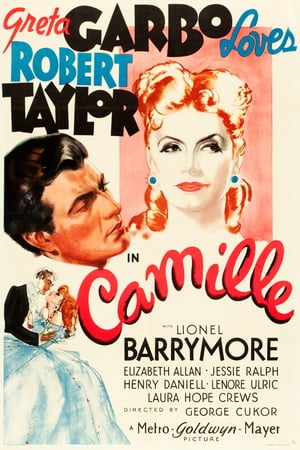 Greta GARBO Loves
ROBERT
TAYLOR
IN
Camille
WITH LIONEL
BARRYMORE
ELIZABETH ALLAN · JESSIE RALPH
HENRY DANIELL · LENORE ULRIC
LAURA HOPE CREWS
DIRECTED BY GEORGE CUKOR
A Metro-Goldwyn-Mayer
PICTURE